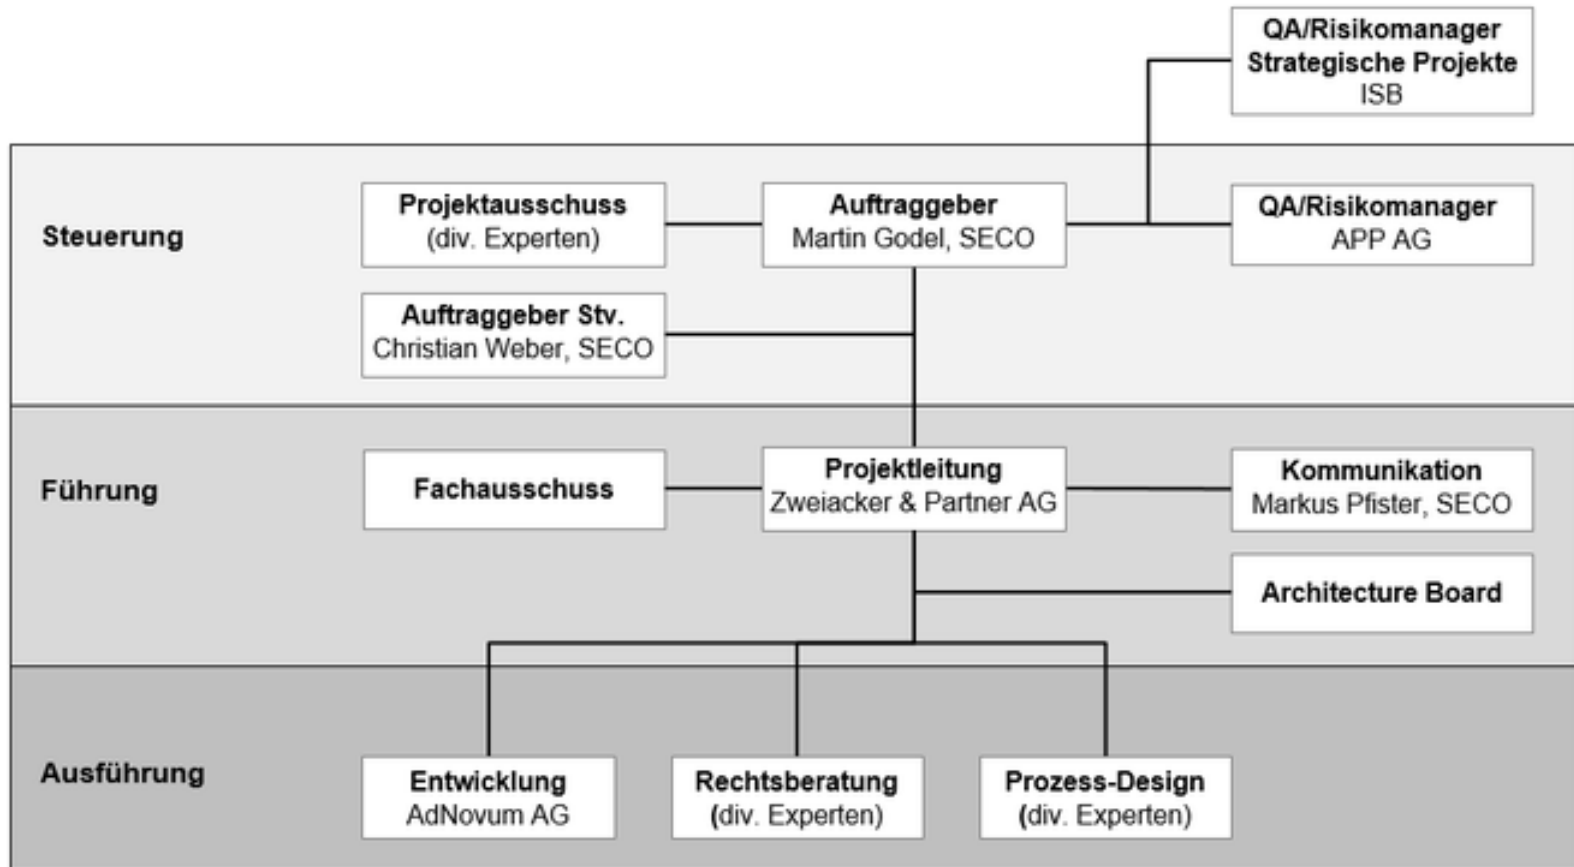 QA/Risikomanager
Strategische Projekte
ISB
Steuerung
Projektausschuss
(div. Experten)
Auftraggeber
Martin Godel, SECO
QA/Risikomanager
APP AG
Auftraggeber Stv.
Christian Weber, SECO
Führung
Fachausschuss
Projektleitung
Zweiacker & Partner AG
Kommunikation
Markus Pfister, SECO
Architecture Board
Ausführung
Entwicklung
AdNovum AG
Rechtsberatung
(div. Experten)
Prozess-Design
(div. Experten)